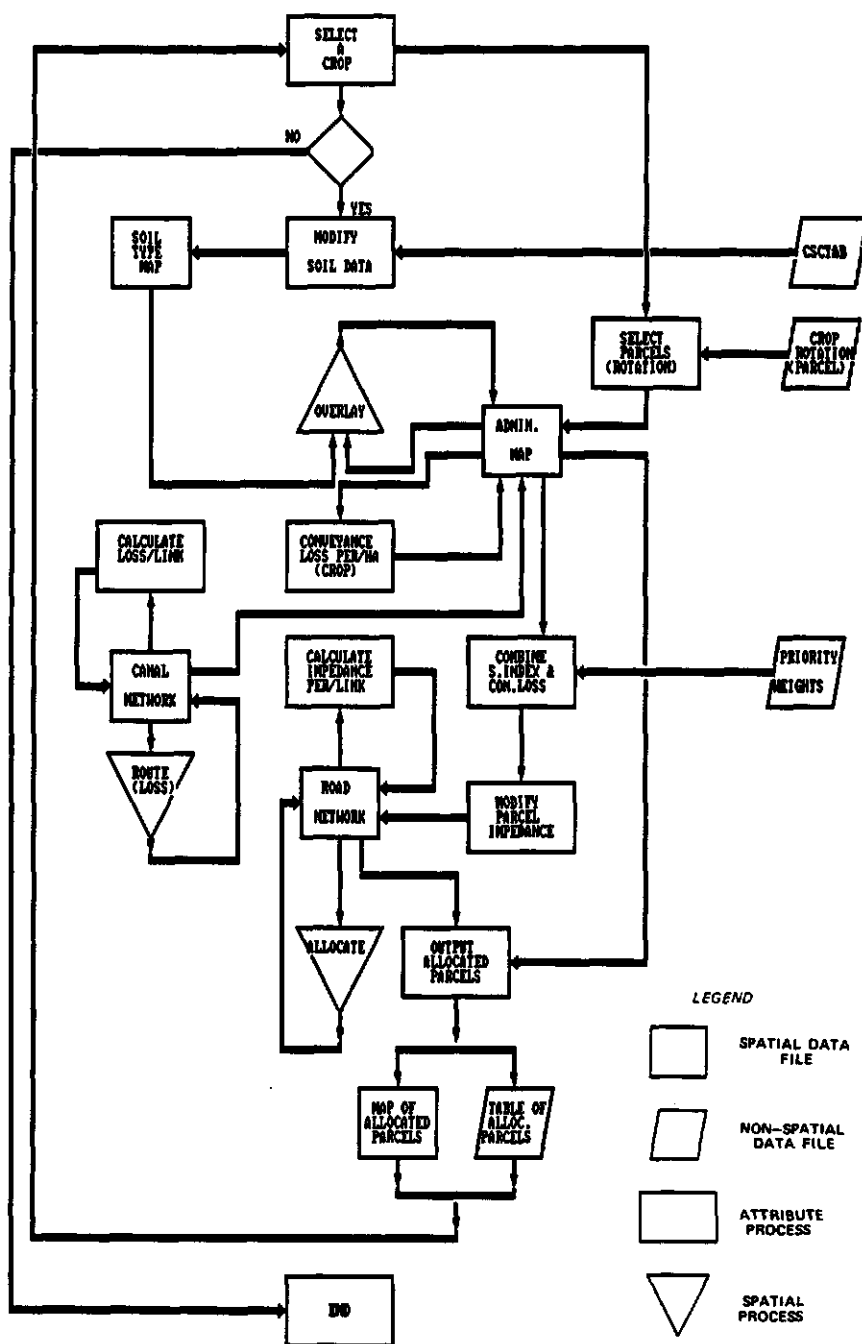 SELECT
A
CROP
NO
YES
SOIL
TYPE
MAP
MODIFY
SOIL DATA
CSCTAB
SELECT
PARCELS
(ROTATION)
CROP
ROTATION
(PARCEL)
OVERLAY
ADMIN.
MAP
CALCULATE
LOSS/LINK
CONVEYANCE
LOSS PER/HA
(CROP)
CANAL
NETWORK
CALCULATE
IMPEDANCE
PER/LINK
COMBINE
S.INDEX &
CON.LOSS
PRIORITY
WEIGHTS
ROUTE
(LOSS)
ROAD
NETWORK
MODIFY
PARCEL
IMPEDANCE
ALLOCATE
OUTPUT
ALLOCATED
PARCELS
MAP OF
ALLOCATED
PARCELS
TABLE OF
ALLOC.
PARCELS
END
LEGEND
SPATIAL DATA
FILE
NON-SPATIAL
DATA FILE
ATTRIBUTE
PROCESS
SPATIAL
PROCESS